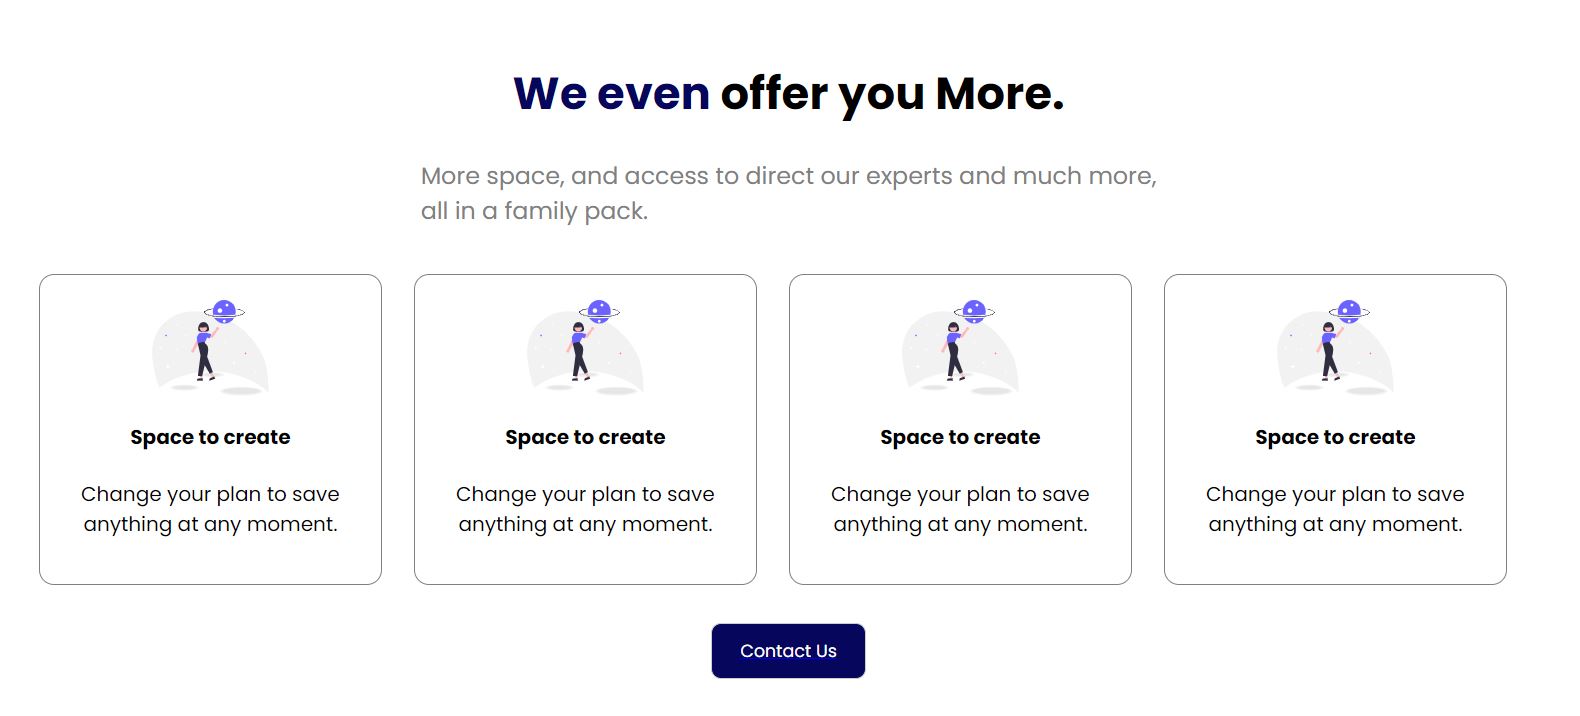 We even offer you More.
More space, and access to direct our experts and much more,
all in a family pack.
Space to create
Change your plan to save
anything at any moment.
Space to create
Change your plan to save
anything at any moment.
Space to create
Change your plan to save
anything at any moment.
Space to create
Change your plan to save
anything at any moment.
Contact Us